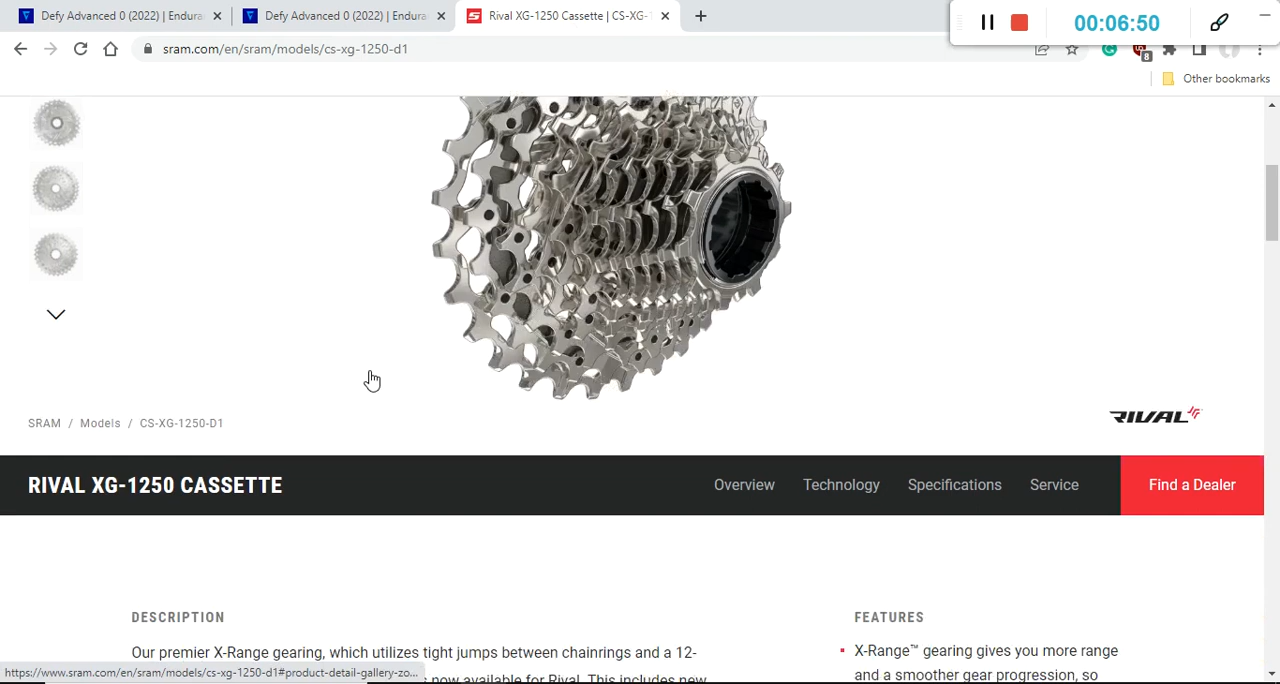 Defy Advanced 0 (2022) | Endura
Defy Advanced 0 (2022) | Endura
Rival XG-1250 Cassette | CS-XG-
00:06:50
sram.com/en/sram/models/cs-xg-1250-d1
8
Other bookmarks
SRAM / Models / CS-XG-1250-D1
RIVAL
RIVAL XG-1250 CASSETTE
Overview
Technology
Specifications
Service
Find a Dealer
DESCRIPTION
FEATURES
Our premier X-Range gearing, which utilizes tight jumps between chainrings and a 12-
X-Range™ gearing gives you more range
and a smoother gear progression, so
https://www.sram.com/en/sram/models/cs-xg-1250-d1#product-detail-gallery-zo...
now available for Rival. This includes new